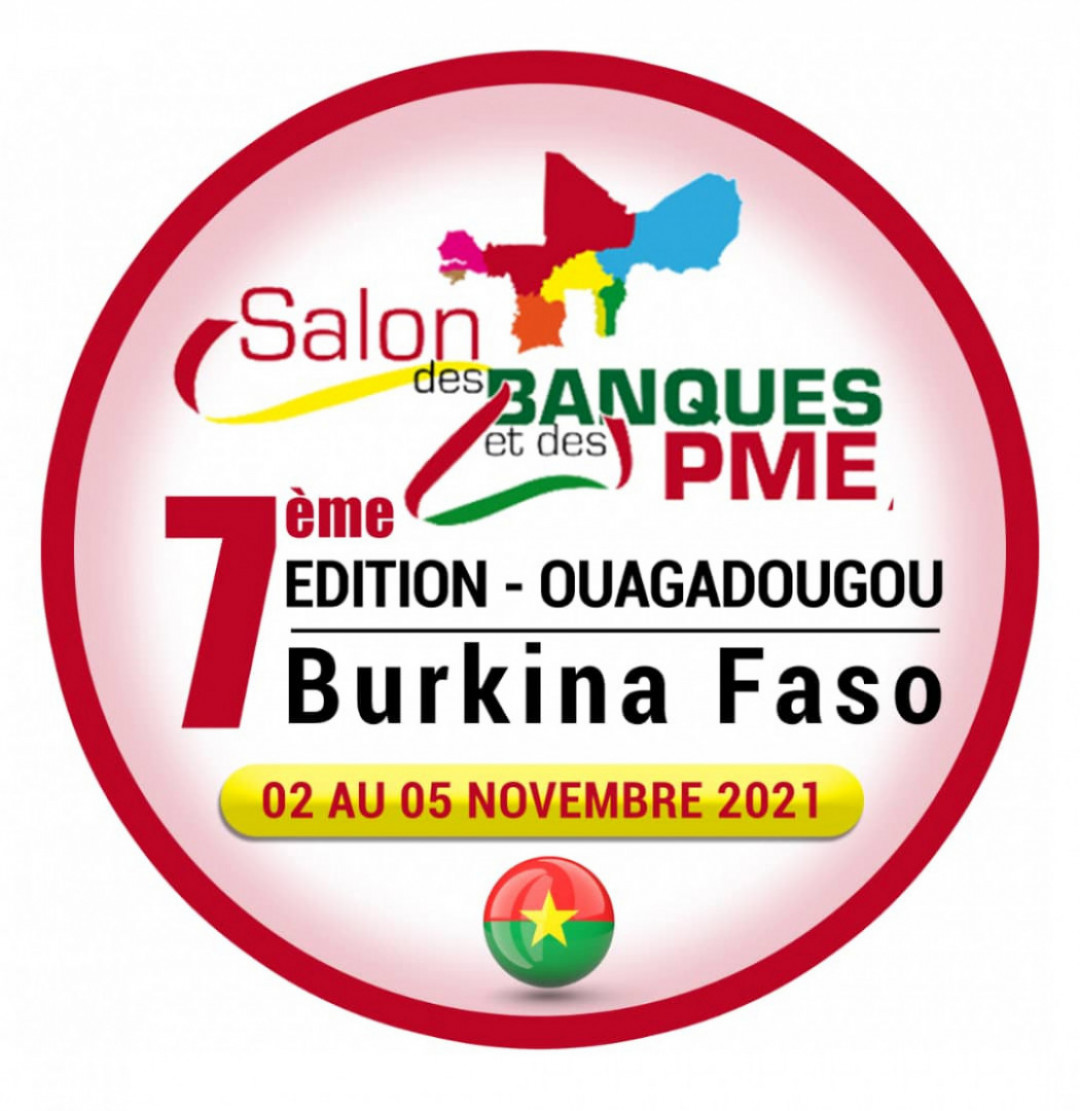 Salon
des BANQUES
et des PME
7ème
EDITION - OUAGADOUGOU
Burkina Faso
02 AU 05 NOVEMBRE 2021